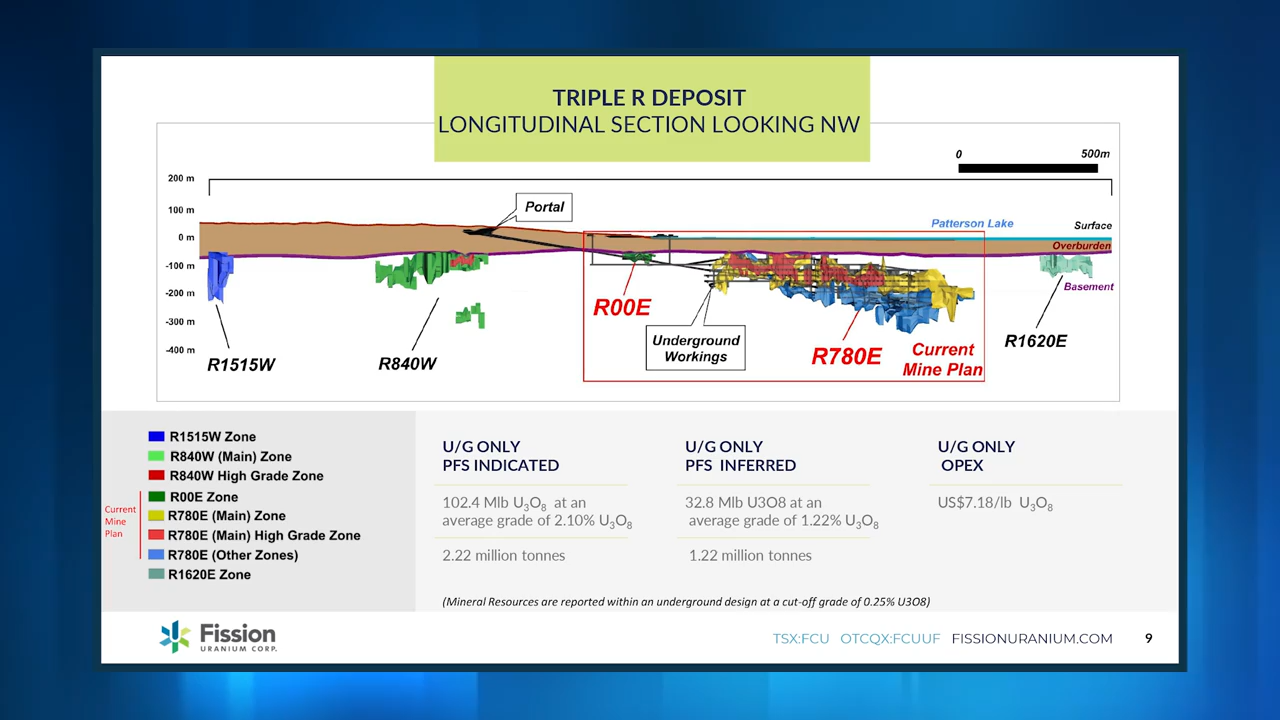 TRIPLE R DEPOSIT
LONGITUDINAL SECTION LOOKING NW
0 500m
200 m
100 m
0 m
-100 m
-200 m
-300 m
-400 m
Portal
Patterson Lake
Surface
Overburden
Basement
R1515W
R840W
R00E
Underground
Workings
R780E
Current
Mine Plan
R1620E
R1515W Zone
R840W (Main) Zone
R840W High Grade Zone
R00E Zone
R780E (Main) Zone
R780E (Main) High Grade Zone
R780E (Other Zones)
R1620E Zone
Current
Mine
Plan
U/G ONLY
PFS INDICATED
102.4 Mlb U₃O₈ at an
average grade of 2.10% U₃O₈
2.22 million tonnes
U/G ONLY
PFS INFERRED
32.8 Mlb U3O8 at an
average grade of 1.22% U₃O₈
1.22 million tonnes
U/G ONLY
OPEX
US$7.18/lb U₃O₈
(Mineral Resources are reported within an underground design at a cut-off grade of 0.25% U3O8)
Fission
URANIUM CORP.
TSX:FCU OTCQX:FCUUF FISSIONURANIUM.COM 9